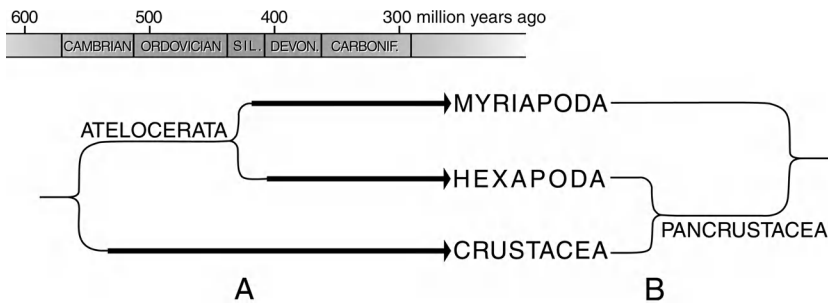 600 500 400 300 million years ago
CAMBRIAN ORDOVICIAN SIL. DEVON. CARBONIF.
MYRIAPODA
ATELOCERATA
HEXAPODA
PANCRUSTACEA
CRUSTACEA
A B